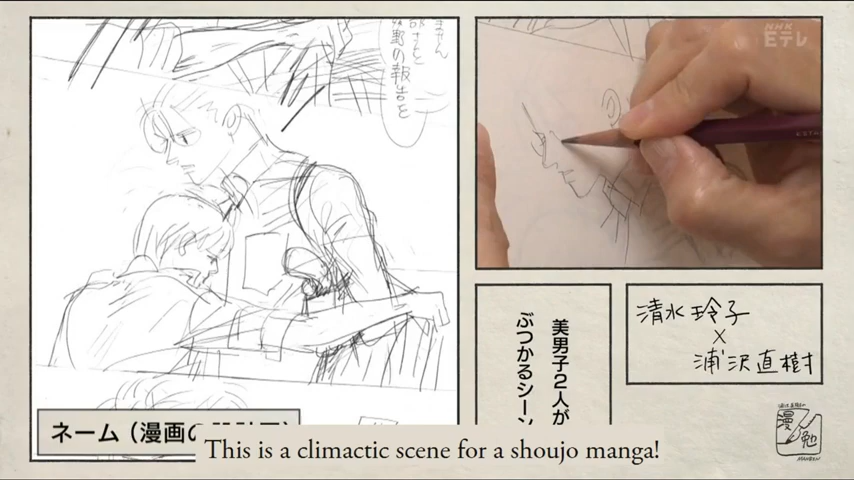 NHK
Eテレ
の報告を
清水玲子
×
浦沢直樹
美男子2人が
ぶつかるシーン
漫勉
MANBEN
ネーム（漫画の
This is a climactic scene for a shoujo manga!